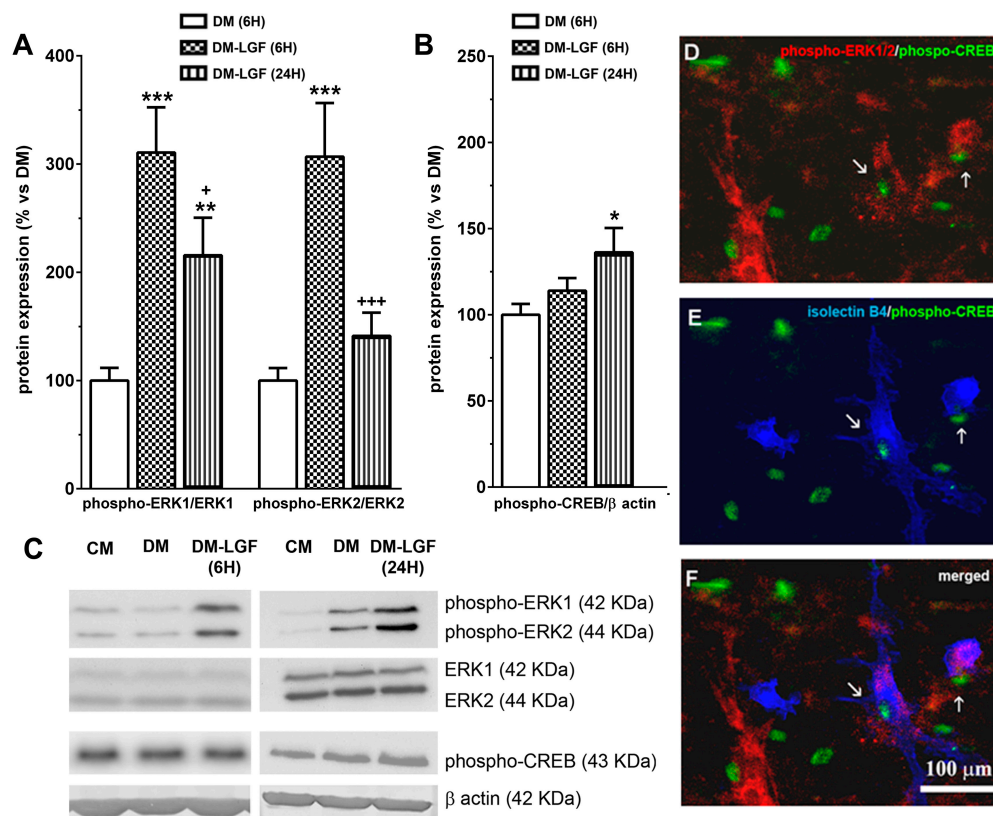 A
DM (6H)
DM-LGF (6H)
DM-LGF (24H)
protein expression (% vs DM)
400
300
200
100
0
***
+
**
***
+++
phospho-ERK1/ERK1
phospho-ERK2/ERK2
B
DM (6H)
DM-LGF (6H)
DM-LGF (24H)
protein expression (% vs DM)
250
200
150
100
50
0
*
phospho-CREB/β actin
C
CM DM DM-LGF
(6H)
CM DM DM-LGF
(24H)
phospho-ERK1 (42 KDa)
phospho-ERK2 (44 KDa)
ERK1 (42 KDa)
ERK2 (44 KDa)
phospho-CREB (43 KDa)
β actin (42 KDa)
D phospho-ERK1/2/phospo-CREB
E isolectin B4/phospho-CREB
F merged
100 µm